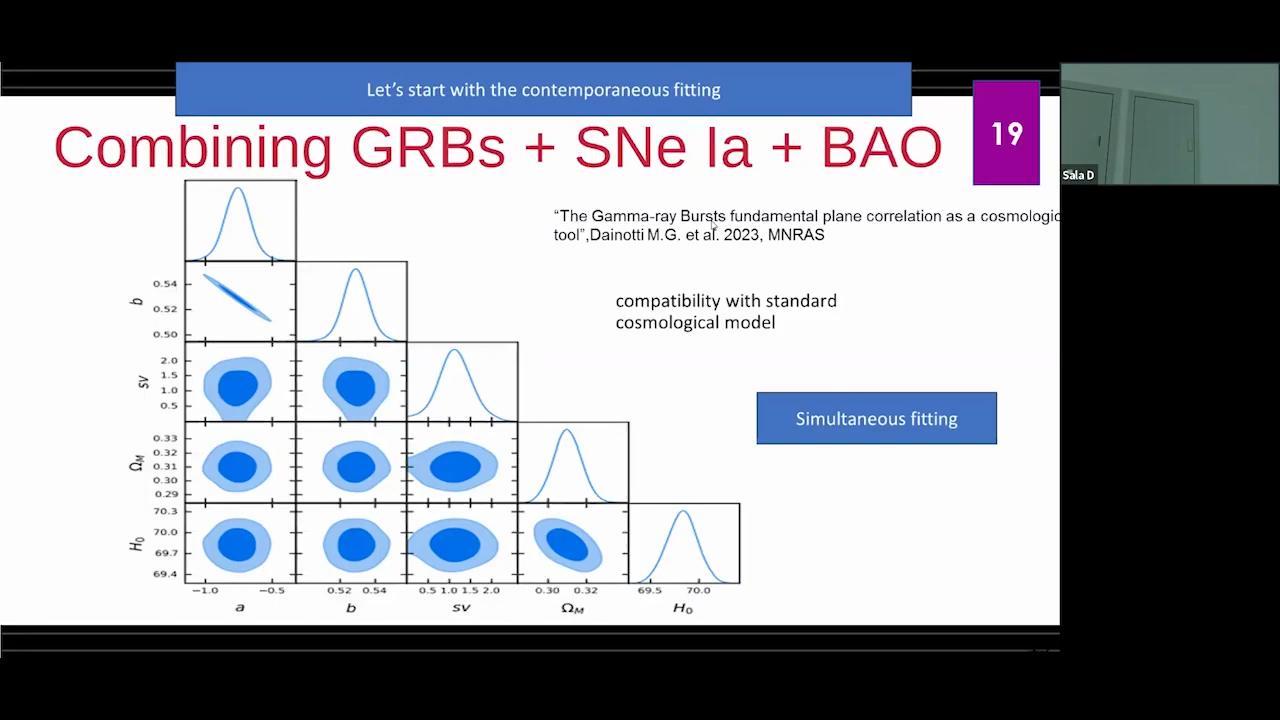 Let's start with the contemporaneous fitting
Combining GRBs + SNe Ia + BAO
19
Sala D
“The Gamma-ray Bursts fundamental plane correlation as a cosmologic
tool”,Dainotti M.G. et al. 2023, MNRAS
compatibility with standard
cosmological model
Simultaneous fitting
b
0.54
0.52
0.50
sv
2.0
1.5
1.0
0.5
Ω_M
0.33
0.32
0.31
0.30
0.29
H_0
70.3
70.0
69.7
69.4
−1.0 −0.5 0.52 0.54 0.5 1.0 1.5 2.0 0.30 0.32 69.5 70.0
a b sv Ω_M H_0